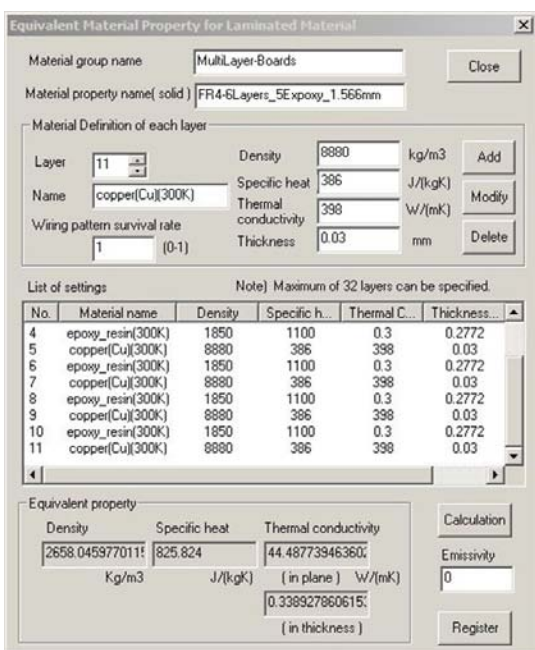 Equivalent Material Property for Laminated Material
Material group name MultiLayer-Boards Close
Material property name( solid ) FR4-6Layers_5Expoxy_1.566mm
Material Definition of each layer
Layer 11 Density 8880 kg/m3 Add
Name copper(Cu)(300K) Specific heat 386 J/(kgK) Modify
Thermal conductivity 398 W/(mK)
Wiring pattern survival rate
1 (0-1) Thickness 0.03 mm Delete
List of settings Note) Maximum of 32 layers can be specified.
No. Material name Density Specific h... Thermal C... Thickness...
4 epoxy_resin(300K) 1850 1100 0.3 0.2772
5 copper(Cu)(300K) 8880 386 398 0.03
6 epoxy_resin(300K) 1850 1100 0.3 0.2772
7 copper(Cu)(300K) 8880 386 398 0.03
8 epoxy_resin(300K) 1850 1100 0.3 0.2772
9 copper(Cu)(300K) 8880 386 398 0.03
10 epoxy_resin(300K) 1850 1100 0.3 0.2772
11 copper(Cu)(300K) 8880 386 398 0.03
Equivalent property
Density Specific heat Thermal conductivity Calculation
2658.045977011 825.824 44.48773946360 Emissivity
Kg/m3 J/(kgK) ( in plane ) W/(mK) 0
0.338927860615
( in thickness ) Register